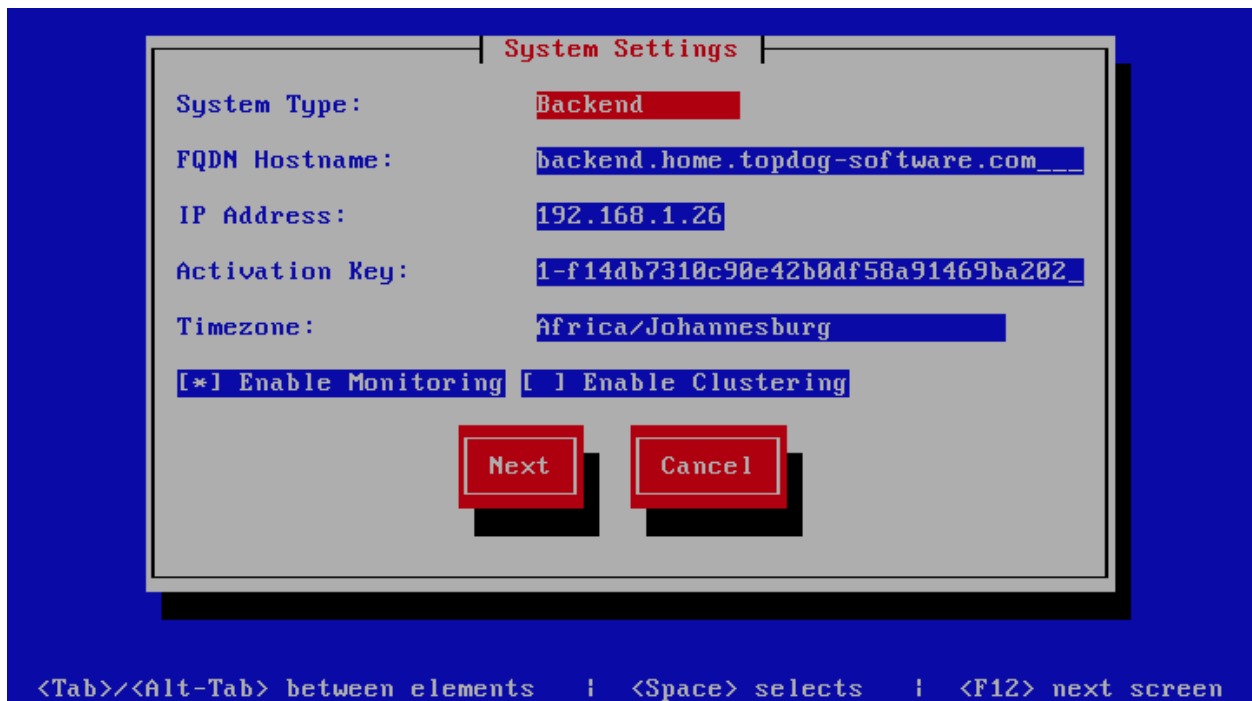 System Settings
System Type: Backend
FQDN Hostname: backend.home.topdog-software.com___
IP Address: 192.168.1.26
Activation Key: 1-f14db7310c90e42b0df58a91469ba202_
Timezone: Africa/Johannesburg
[*] Enable Monitoring [ ] Enable Clustering
Next Cancel
<Tab>/<Alt-Tab> between elements | <Space> selects | <F12> next screen